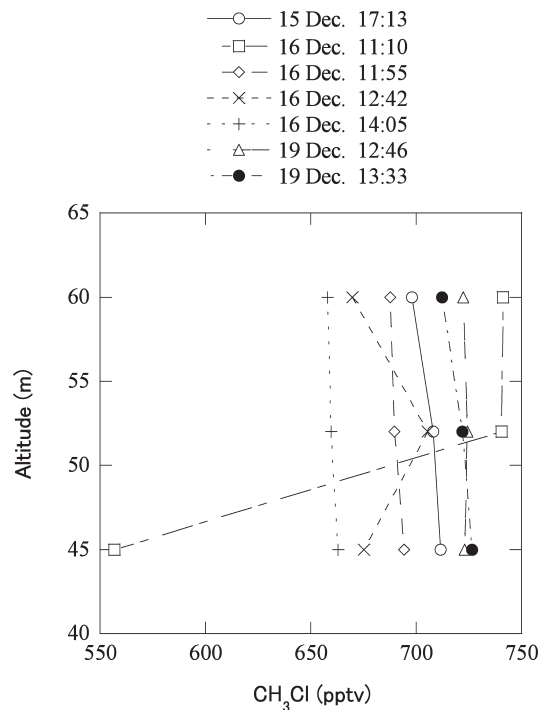 15 Dec. 17:13
16 Dec. 11:10
16 Dec. 11:55
16 Dec. 12:42
16 Dec. 14:05
19 Dec. 12:46
19 Dec. 13:33
65
60
55
50
45
40
Altitude (m)
550 600 650 700 750
CH3Cl (pptv)